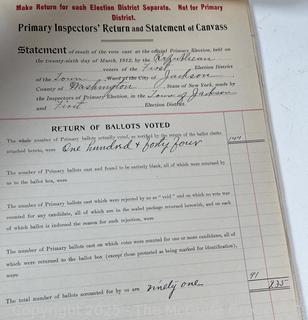 Make Return for each Election District Separate. Not for Primary
District.
Primary Inspectors' Return and Statement of Canvass
Statement of result of the vote cast at the official Primary Election, held on
the twenty-sixth day of March, 1912, by the Republican
voters of the First Election District
of the Town Ward of the City of Jackson
County of Washington State of New York, made by
the Inspectors of Primary Election, in the Town of Jackson
and First Election District.
RETURN OF BALLOTS VOTED
The whole number of Primary ballots actually voted, as verified by the return of the ballot clerks
attached hereto, were One hundred & forty four 144
The number of Primary ballots cast and found to be entirely blank, all of which were returned by
us to the ballot box, were
The number of Primary ballots cast which were rejected by us as "void" and on which no vote was
counted for any candidate, all of which are in the sealed package returned herewith, and on each
of which ballot is indorsed the reason for such rejection, were
The number of Primary ballots cast on which votes were counted for one or more candidates, all of
which were returned to the ballot box (except those protested as being marked for identification),
were 91
The total number of ballots accounted for by us are ninety one